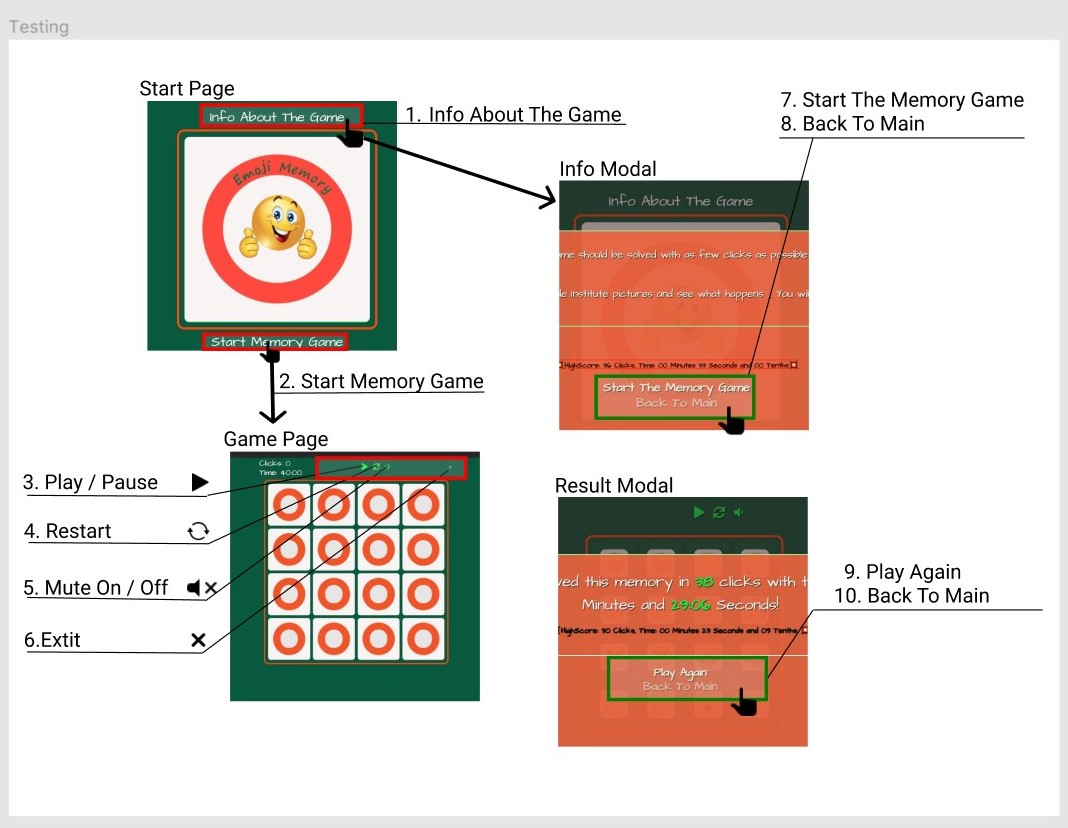 Testing
Start Page
Info About The Game
1. Info About The Game
Emoji Memory
Start Memory Game
2. Start Memory Game
7. Start The Memory Game
8. Back To Main
Info Modal
Info About The Game
me should be solved with as few clicks as possible
le Institute pictures and see what happens... You wil
HighScore: 36 Clicks, Time: 00 Minutes 33 Seconds and 00 Tenths
Start The Memory Game
Back To Main
Game Page
Clicks: 0
Time: 40:00
3. Play / Pause
4. Restart
5. Mute On / Off
6.Extit
Result Modal
ved this memory in 38 clicks with t
Minutes and 29:06 Seconds!
HighScore: 30 Clicks, Time: 00 Minutes 23 Seconds and 09 Tenths
Play Again
Back To Main
9. Play Again
10. Back To Main